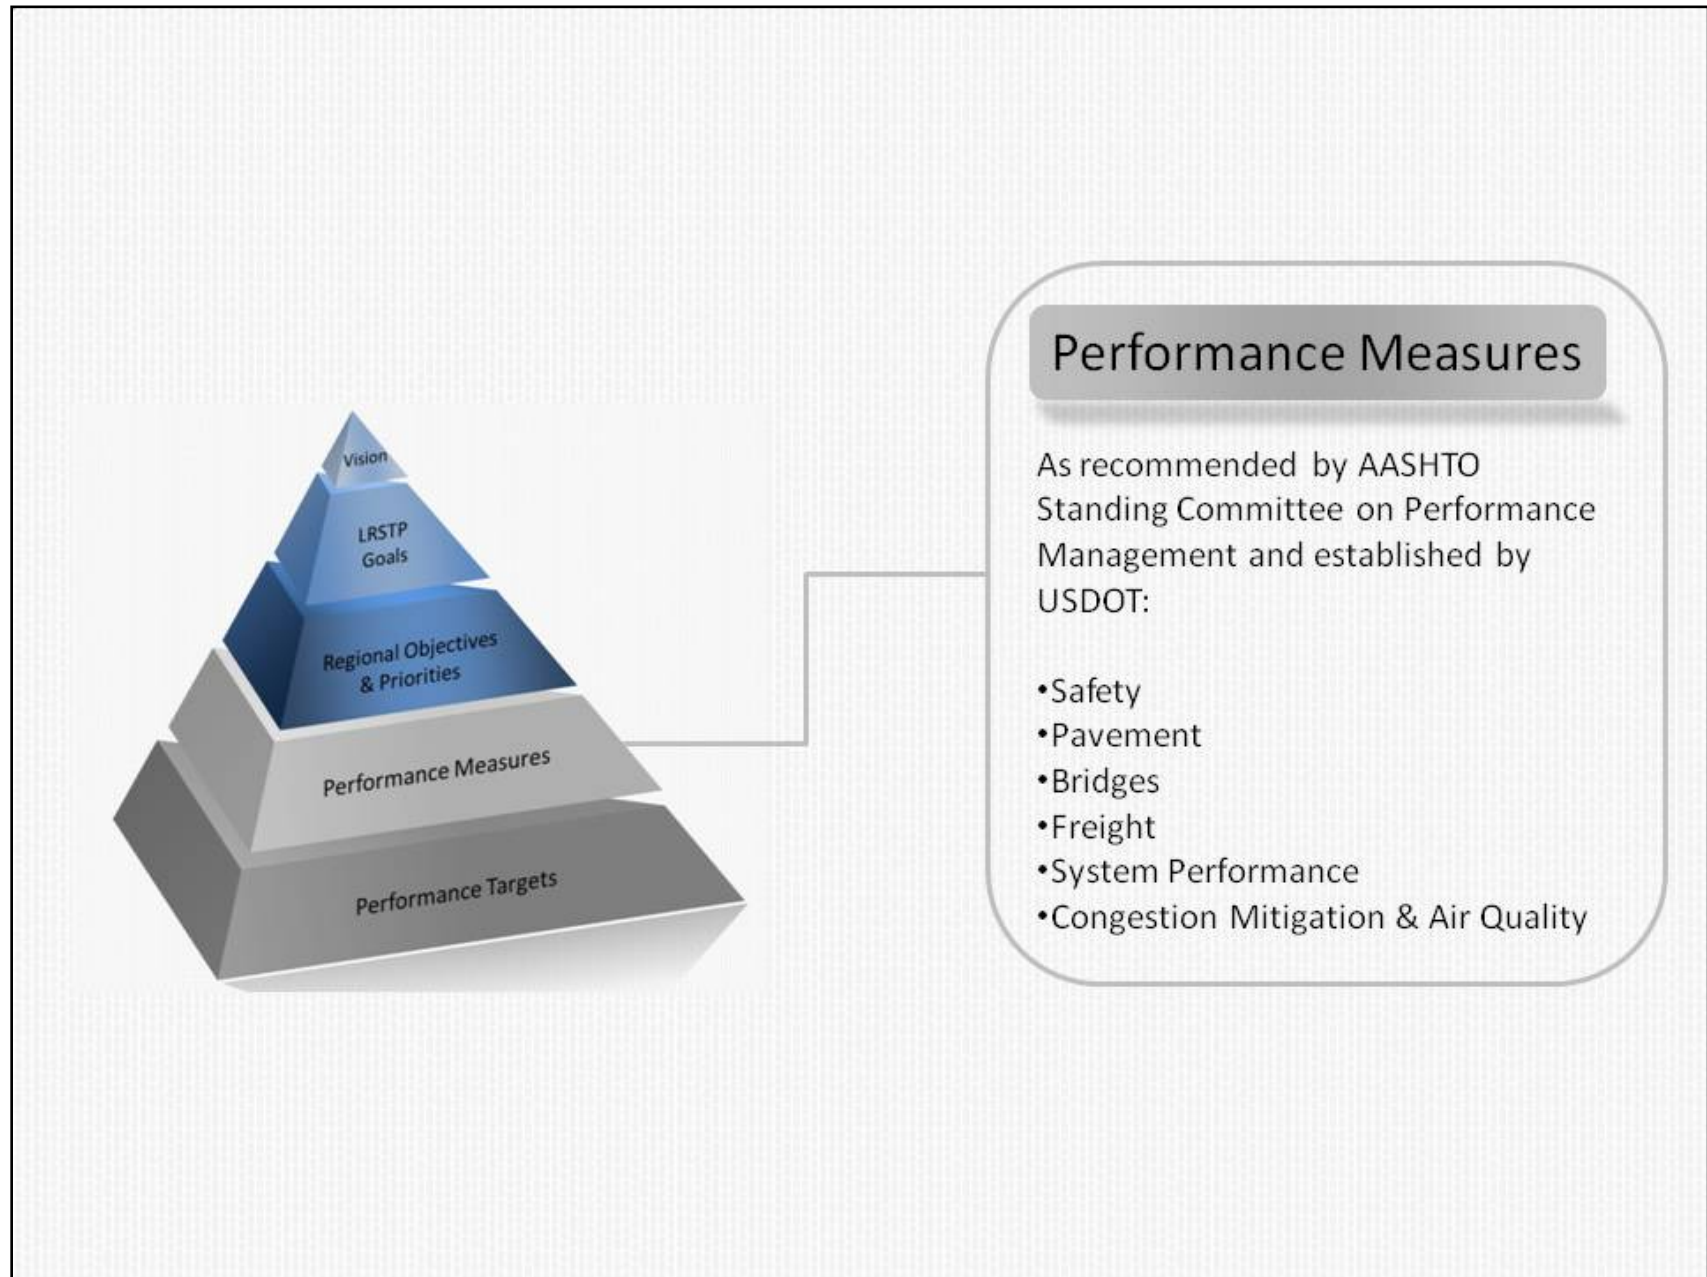 Vision
LRSTP
Goals
Regional Objectives
& Priorities
Performance Measures
Performance Targets
Performance Measures
As recommended by AASHTO
Standing Committee on Performance
Management and established by
USDOT:
•Safety
•Pavement
•Bridges
•Freight
•System Performance
•Congestion Mitigation & Air Quality